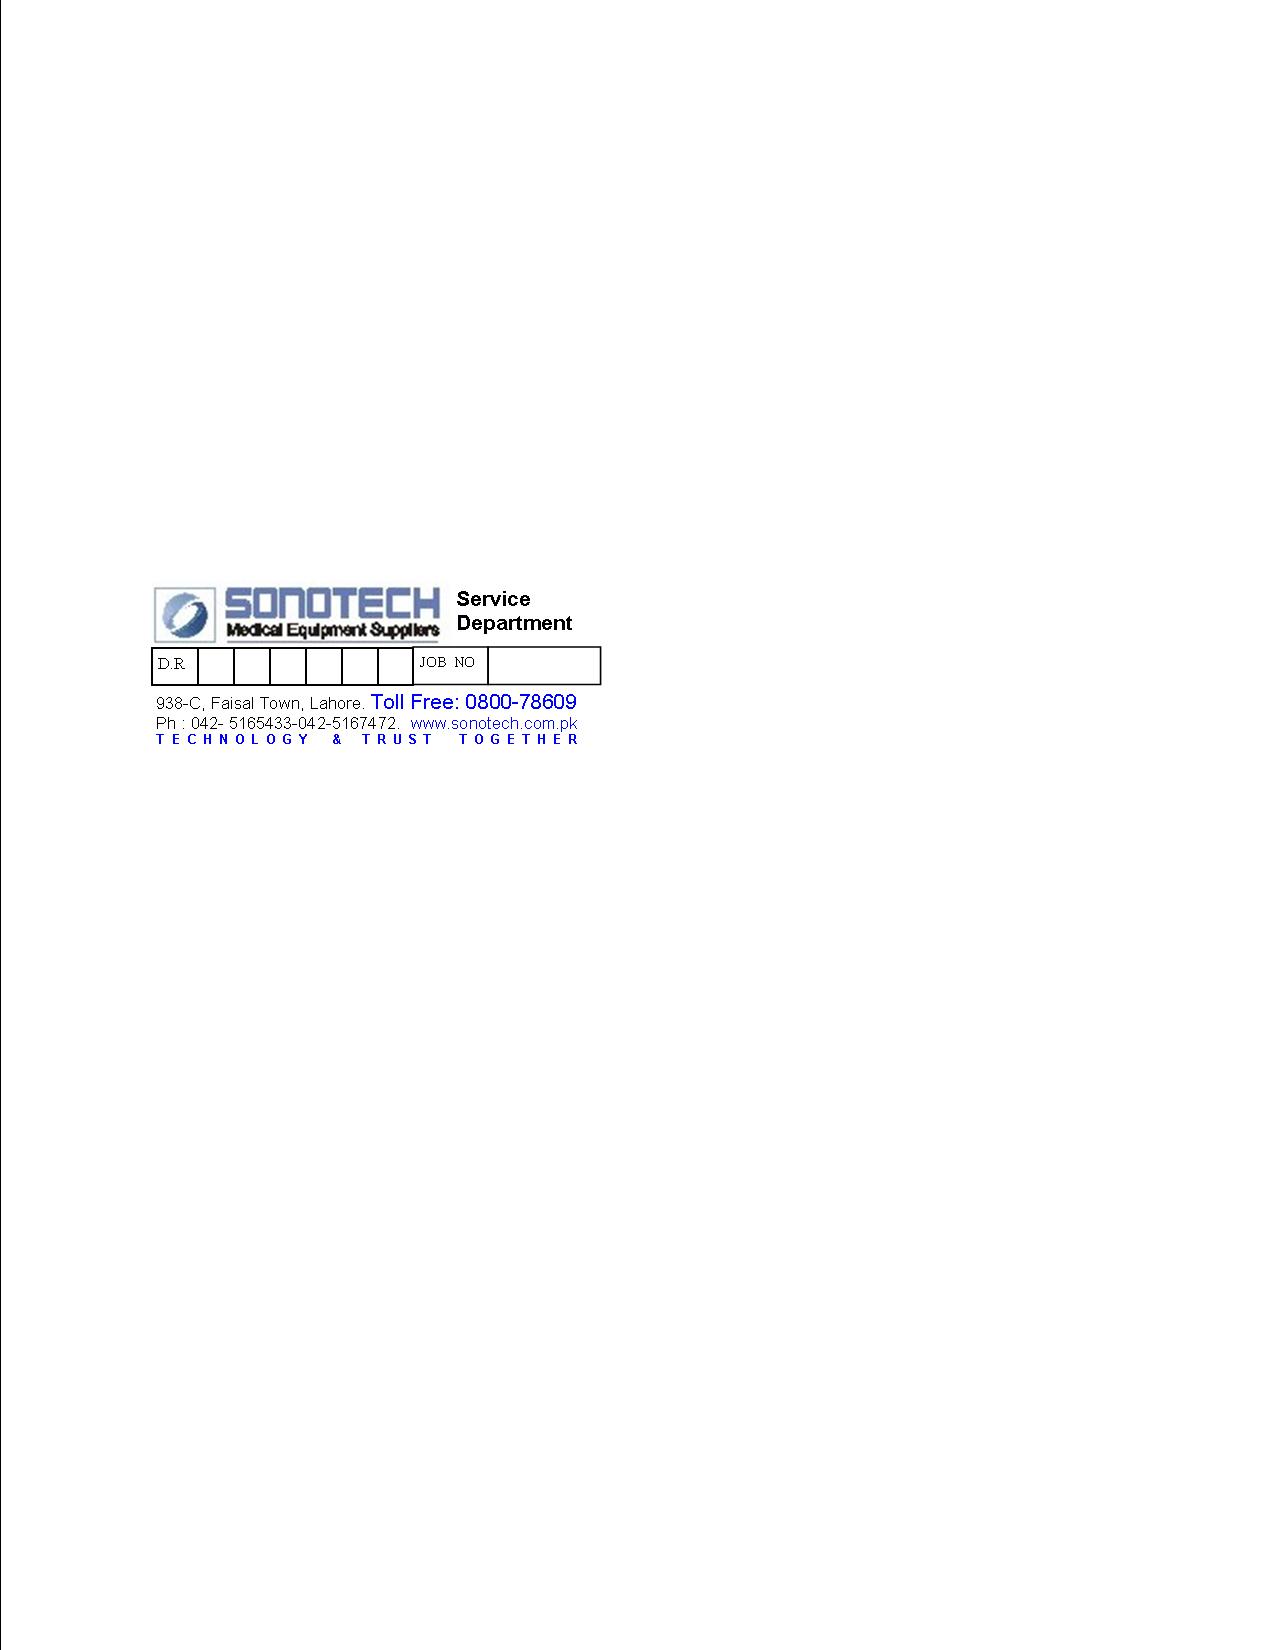 SONOTECH
Medical Equipment Suppliers
Service
Department
D.R JOB NO
938-C, Faisal Town, Lahore. Toll Free: 0800-78609
Ph : 042- 5165433-042-5167472. www.sonotech.com.pk
TECHNOLOGY & TRUST TOGETHER